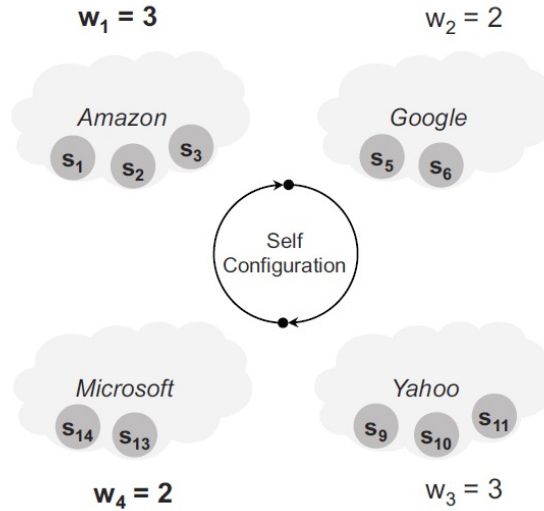 w₁ = 3
w₂ = 2
Amazon
s₁ s₂ s₃
Google
s₅ s₆
Self
Configuration
Microsoft
s₁₄ s₁₃
Yahoo
s₉ s₁₀ s₁₁
w₄ = 2
w₃ = 3